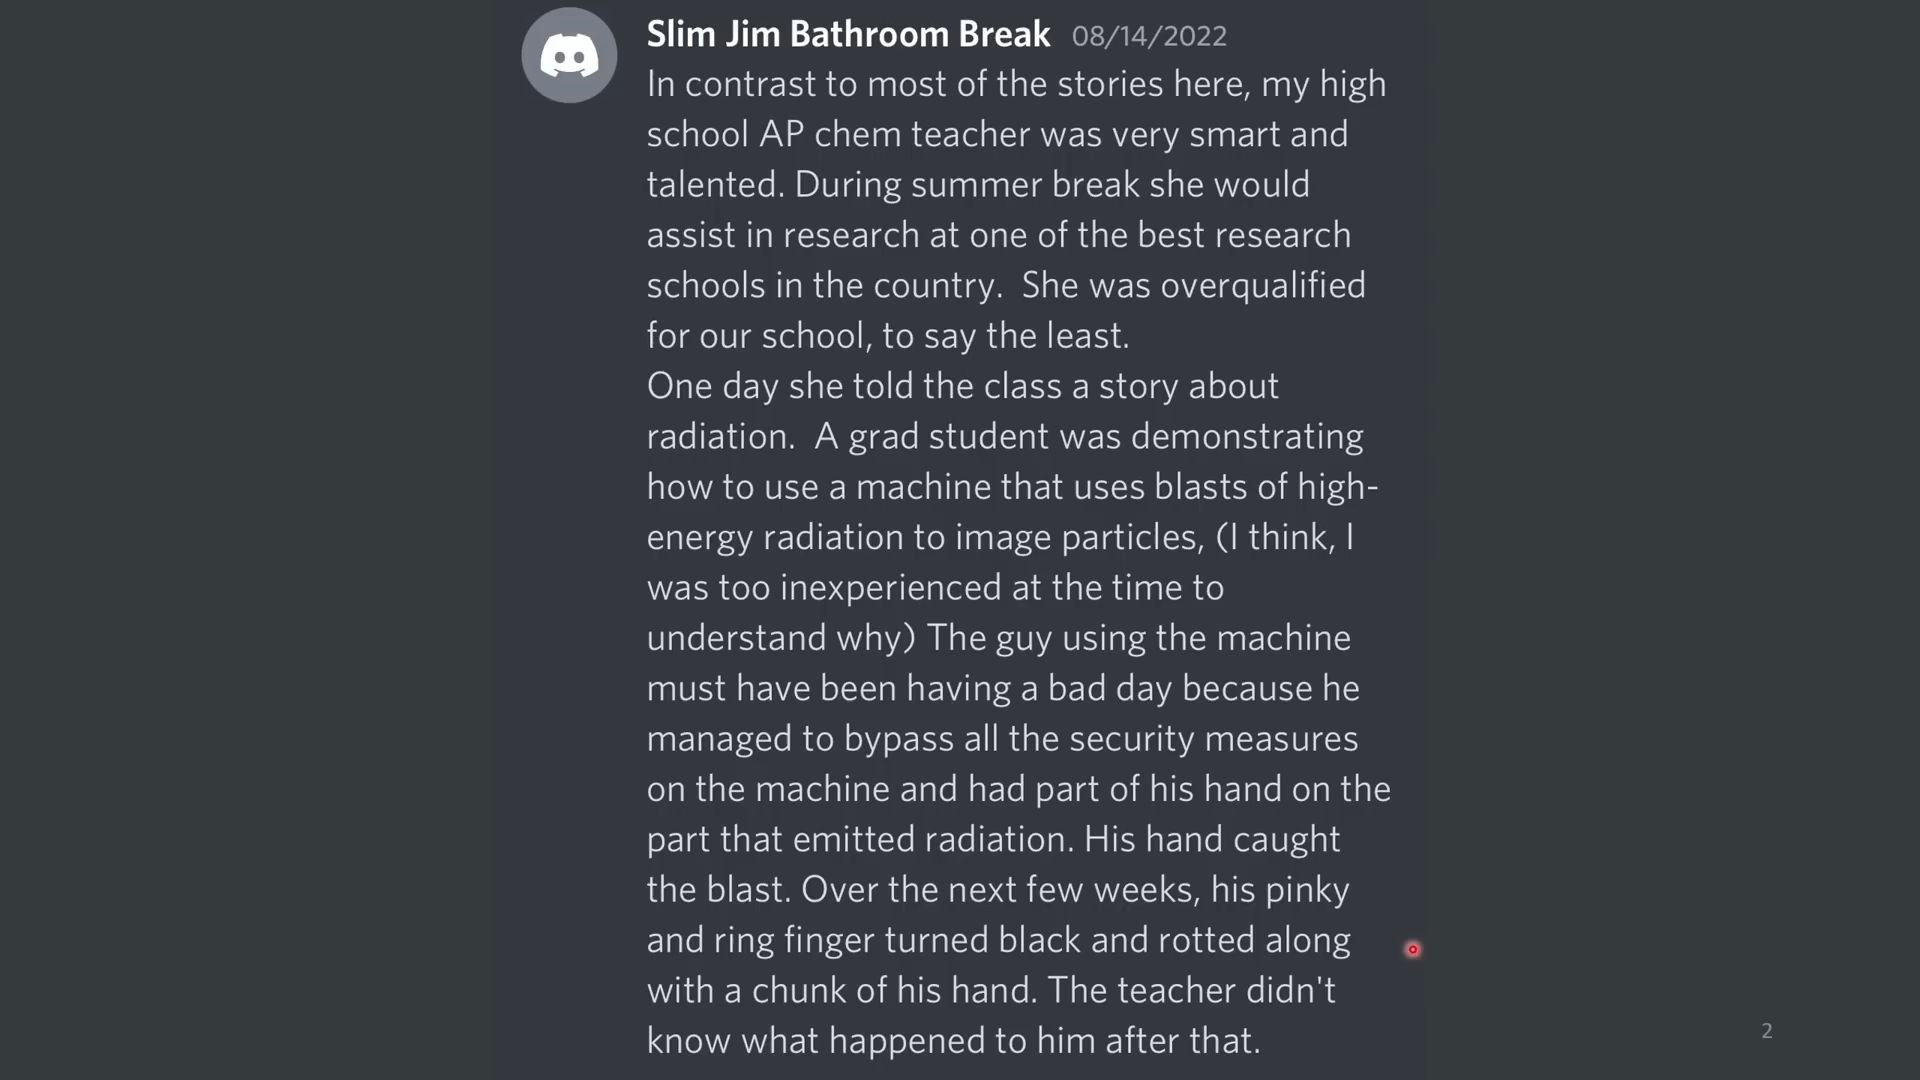 Slim Jim Bathroom Break 08/14/2022
In contrast to most of the stories here, my high
school AP chem teacher was very smart and
talented. During summer break she would
assist in research at one of the best research
schools in the country.  She was overqualified
for our school, to say the least.
One day she told the class a story about
radiation.  A grad student was demonstrating
how to use a machine that uses blasts of high-
energy radiation to image particles, (I think, I
was too inexperienced at the time to
understand why) The guy using the machine
must have been having a bad day because he
managed to bypass all the security measures
on the machine and had part of his hand on the
part that emitted radiation. His hand caught
the blast. Over the next few weeks, his pinky
and ring finger turned black and rotted along
with a chunk of his hand. The teacher didn't
know what happened to him after that.
2